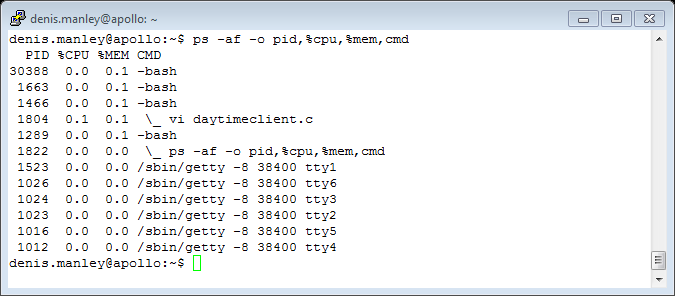 denis.manley@apollo: ~
denis.manley@apollo:~$ ps -af -o pid,%cpu,%mem,cmd
  PID %CPU %MEM CMD
30388  0.0  0.1 -bash
 1663  0.0  0.1 -bash
 1466  0.0  0.1 -bash
 1804  0.1  0.1  \_ vi daytimeclient.c
 1289  0.1  0.1 -bash
 1822  0.0  0.0  \_ ps -af -o pid,%cpu,%mem,cmd
 1523  0.0  0.0 /sbin/getty -8 38400 tty1
 1026  0.0  0.0 /sbin/getty -8 38400 tty6
 1024  0.0  0.0 /sbin/getty -8 38400 tty3
 1023  0.0  0.0 /sbin/getty -8 38400 tty2
 1016  0.0  0.0 /sbin/getty -8 38400 tty5
 1012  0.0  0.0 /sbin/getty -8 38400 tty4
denis.manley@apollo:~$